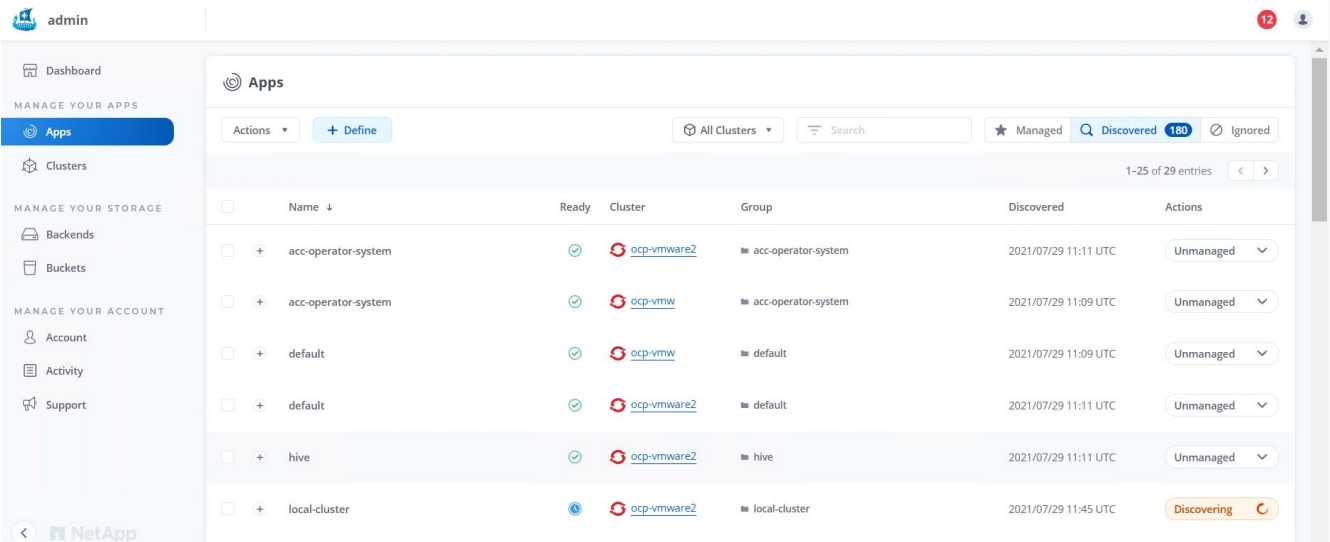 admin 12
Dashboard
MANAGE YOUR APPS
Apps
Clusters
MANAGE YOUR STORAGE
Backends
Buckets
MANAGE YOUR ACCOUNT
Account
Activity
Support
NetApp
Apps
Actions + Define All Clusters Search Managed Discovered 180 Ignored
1–25 of 29 entries < >
Name ↓ Ready Cluster Group Discovered Actions
+ acc-operator-system ocp-vmware2 acc-operator-system 2021/07/29 11:11 UTC Unmanaged
+ acc-operator-system ocp-vmw acc-operator-system 2021/07/29 11:09 UTC Unmanaged
+ default ocp-vmw default 2021/07/29 11:09 UTC Unmanaged
+ default ocp-vmware2 default 2021/07/29 11:11 UTC Unmanaged
+ hive ocp-vmware2 hive 2021/07/29 11:11 UTC Unmanaged
+ local-cluster ocp-vmware2 local-cluster 2021/07/29 11:45 UTC Discovering